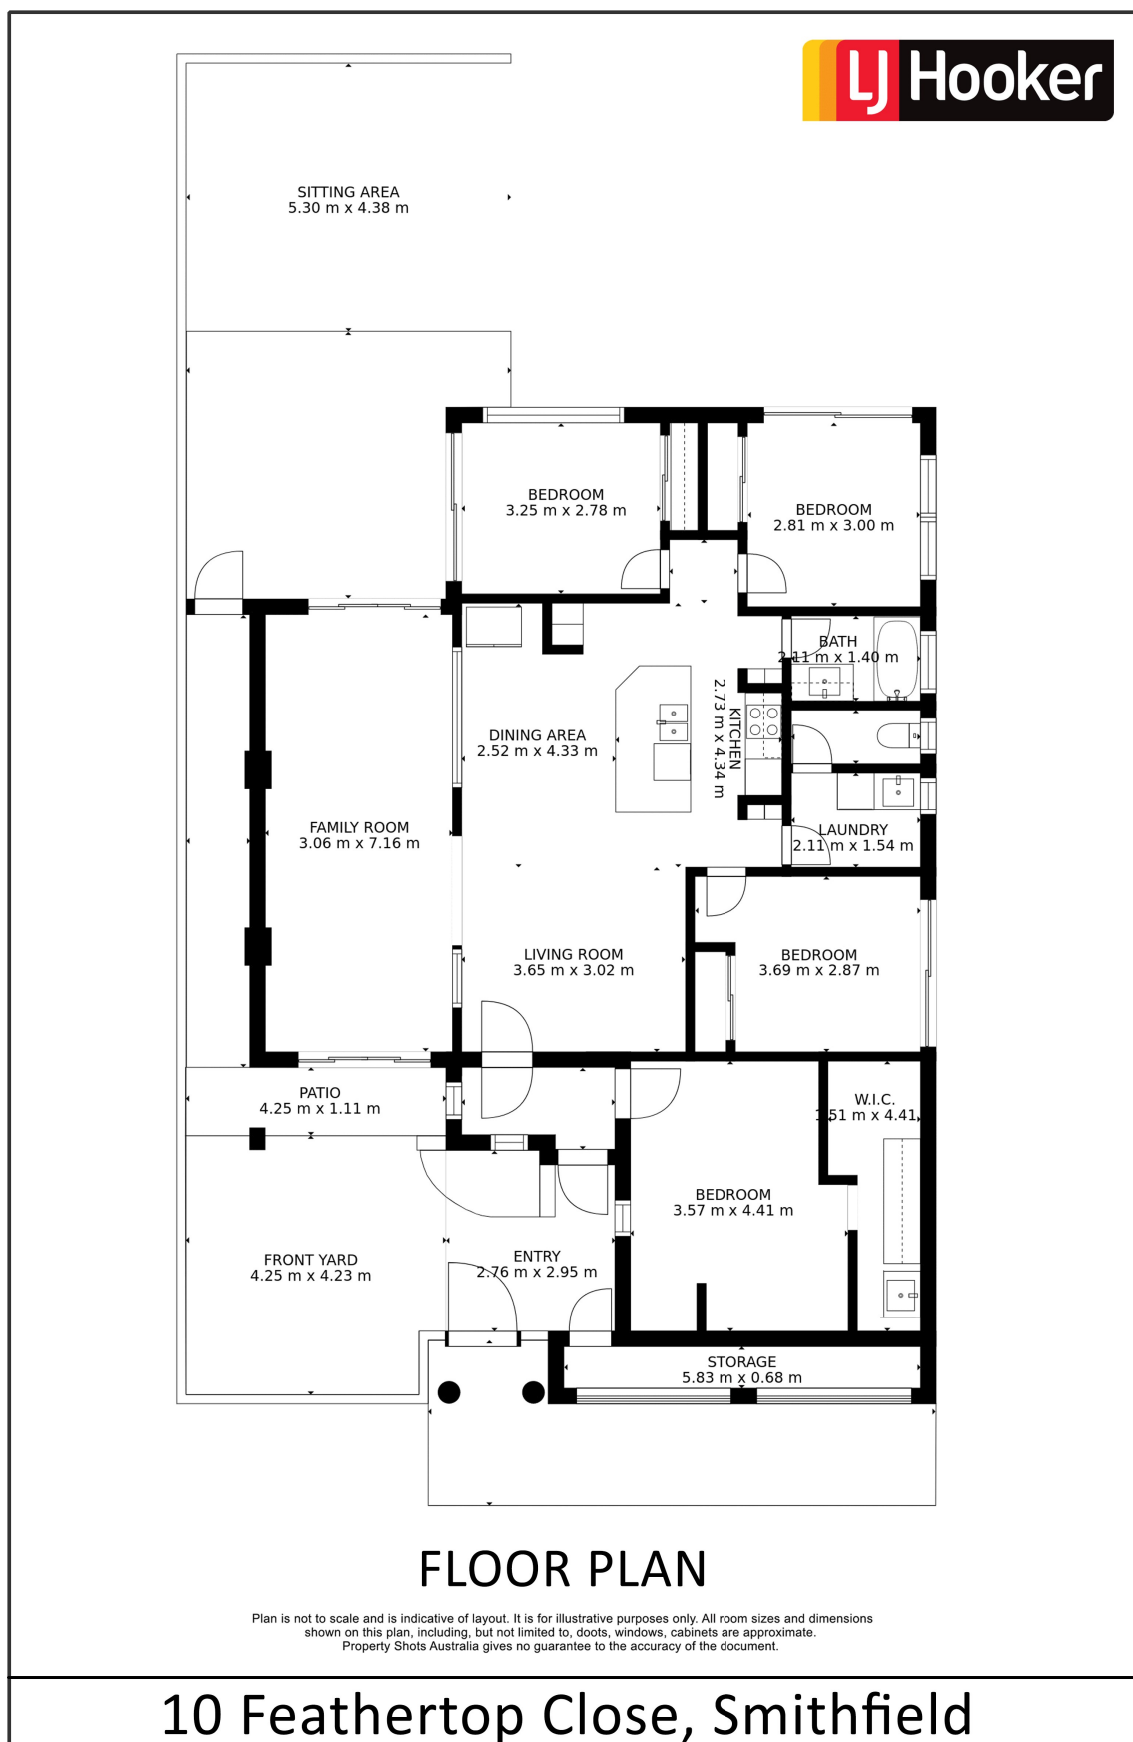 LJ Hooker
SITTING AREA
5.30 m x 4.38 m
BEDROOM
3.25 m x 2.78 m
BEDROOM
2.81 m x 3.00 m
BATH
2.11 m x 1.40 m
KITCHEN
2.73 m x 4.34 m
DINING AREA
2.52 m x 4.33 m
FAMILY ROOM
3.06 m x 7.16 m
LAUNDRY
2.11 m x 1.54 m
LIVING ROOM
3.65 m x 3.02 m
BEDROOM
3.69 m x 2.87 m
PATIO
4.25 m x 1.11 m
W.I.C.
1.51 m x 4.41
BEDROOM
3.57 m x 4.41 m
FRONT YARD
4.25 m x 4.23 m
ENTRY
2.76 m x 2.95 m
STORAGE
5.83 m x 0.68 m
FLOOR PLAN
Plan is not to scale and is indicative of layout. It is for illustrative purposes only. All room sizes and dimensions
shown on this plan, including, but not limited to, doots, windows, cabinets are approximate.
Property Shots Australia gives no guarantee to the accuracy of the document.
10 Feathertop Close, Smithfield